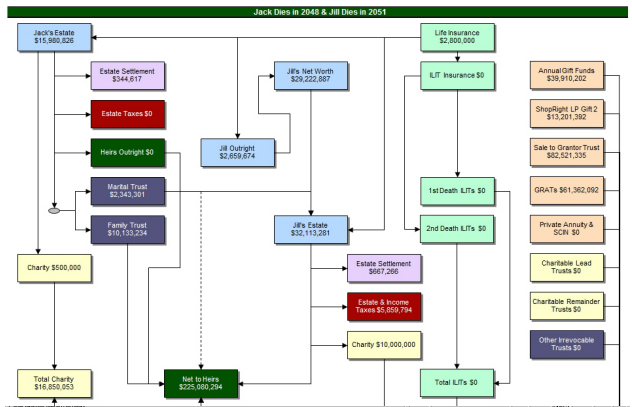 Jack Dies in 2048 & Jill Dies in 2051
Jack's Estate
$15,980,826
Life Insurance
$2,800,000
Estate Settlement
$344,617
Jill's Net Worth
$29,222,887
ILIT Insurance $0
Annual Gift Funds
$39,910,202
Estate Taxes $0
ShopRight LP Gift 2
$13,201,392
Heirs Outright $0
Jill Outright
$2,659,674
Sale to Grantor Trust
$82,521,335
Marital Trust
$2,343,301
1st Death ILITs $0
GRATs $61,362,092
Family Trust
$10,133,234
Jill's Estate
$32,113,281
2nd Death ILITs $0
Private Annuity
& SCIN $0
Charity $500,000
Estate Settlement
$667,266
Charitable Lead
Trusts $0
Estate & Income
Taxes $5,859,794
Charitable Remainder
Trusts $0
Charity $10,000,000
Other Irrevocable
Trusts $0
Total Charity
$16,850,053
Net to Heirs
$225,080,294
Total ILITs $0